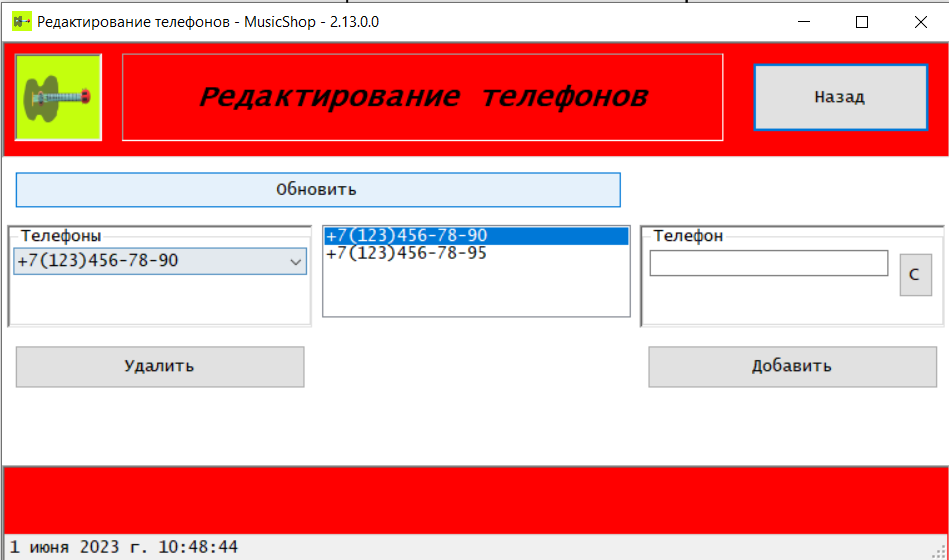 Редактирование телефонов - MusicShop - 2.13.0.0
Редактирование телефонов
Назад
Обновить
Телефоны
+7(123)456-78-90
+7(123)456-78-90
+7(123)456-78-95
Телефон
С
Удалить
Добавить
1 июня 2023 г. 10:48:44